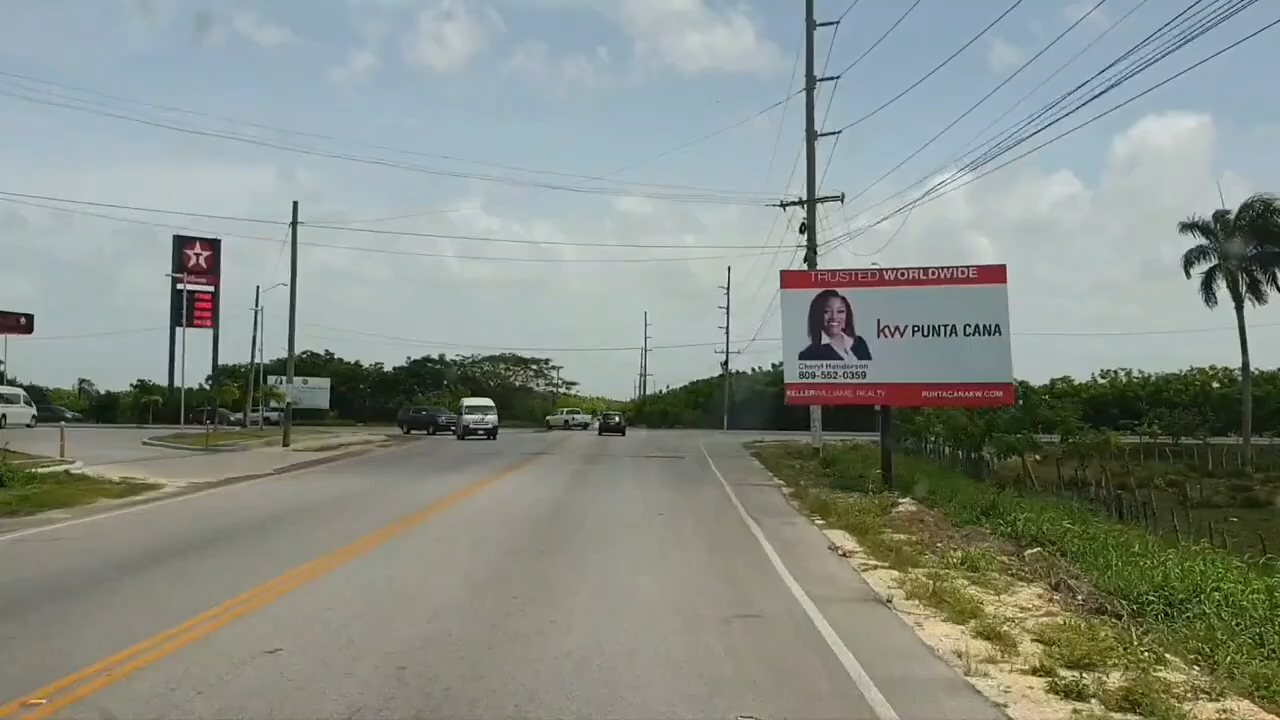 TRUSTED WORLDWIDE
kw PUNTA CANA
Cheryl Henderson
809-552-0359
KELLERWILLIAMS. REALTY
PUNTACANAKW.COM